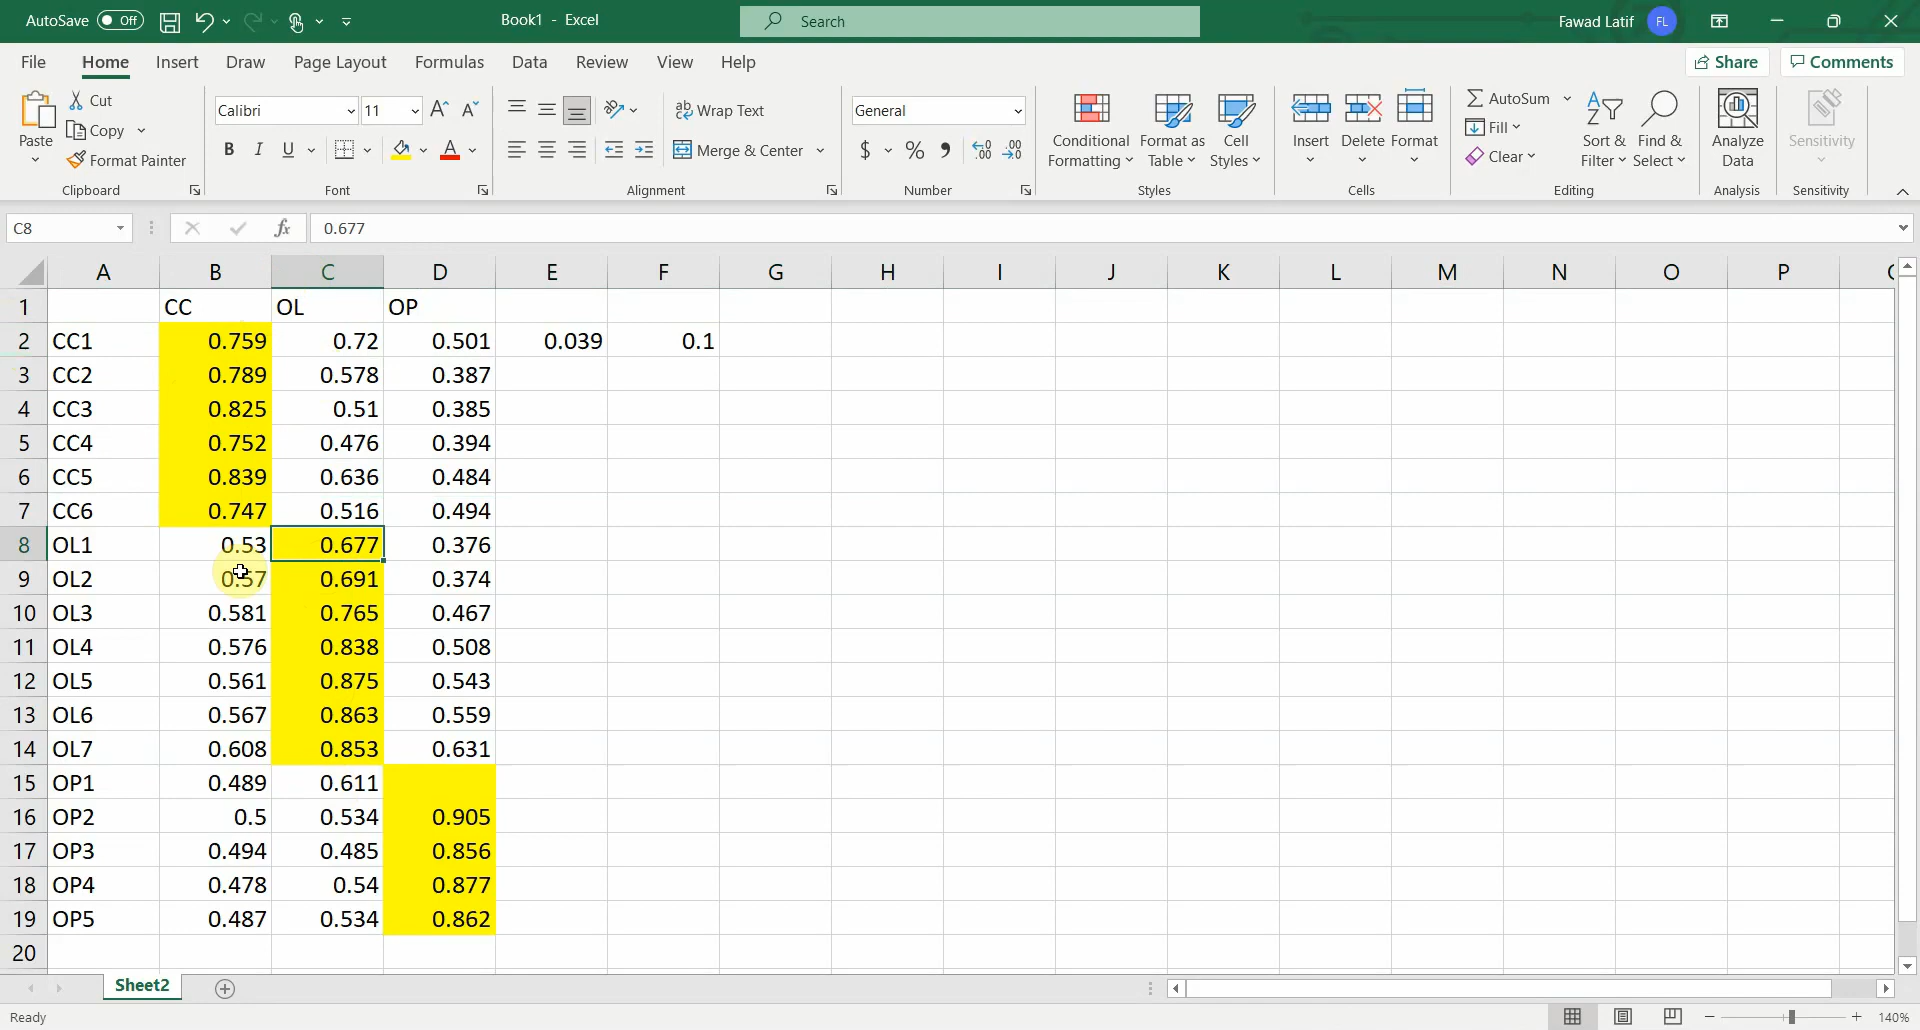 AutoSave Off Book1 - Excel Search Fawad Latif FL
File Home Insert Draw Page Layout Formulas Data Review View Help Share Comments
Paste Cut Copy Format Painter Clipboard
Calibri 11 A A B I U A Font
ab Wrap Text Merge & Center Alignment
General $ % , .00 Number
Conditional Formatting Format as Table Cell Styles Styles
Insert Delete Format Cells
AutoSum Fill Clear Sort & Filter Find & Select Editing
Analyze Data Analysis
Sensitivity Sensitivity
C8 fx 0.677
A B C D E F G H I J K L M N O P
1 CC OL OP
2 CC1 0.759 0.72 0.501 0.039 0.1
3 CC2 0.789 0.578 0.387
4 CC3 0.825 0.51 0.385
5 CC4 0.752 0.476 0.394
6 CC5 0.839 0.636 0.484
7 CC6 0.747 0.516 0.494
8 OL1 0.53 0.677 0.376
9 OL2 0.57 0.691 0.374
10 OL3 0.581 0.765 0.467
11 OL4 0.576 0.838 0.508
12 OL5 0.561 0.875 0.543
13 OL6 0.567 0.863 0.559
14 OL7 0.608 0.853 0.631
15 OP1 0.489 0.611
16 OP2 0.5 0.534 0.905
17 OP3 0.494 0.485 0.856
18 OP4 0.478 0.54 0.877
19 OP5 0.487 0.534 0.862
20
Sheet2
Ready 140%